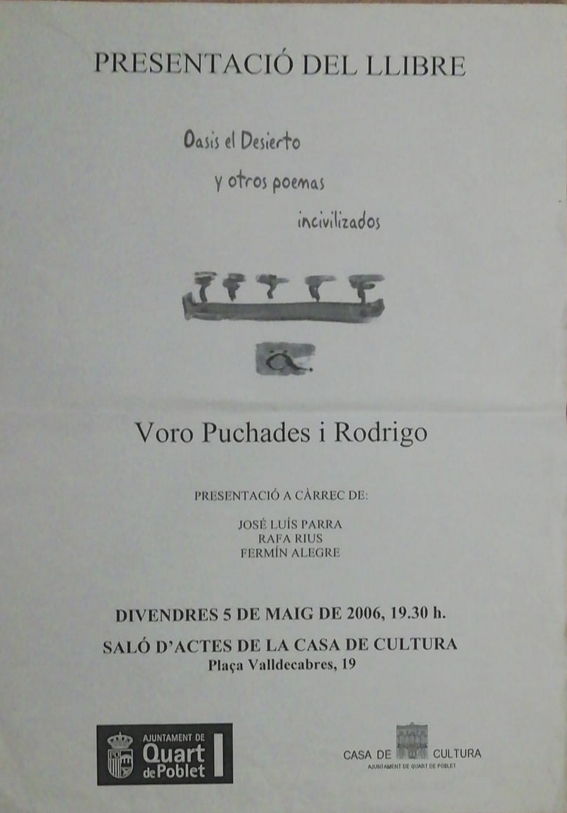 PRESENTACIÓ DEL LLIBRE
Oasis el Desierto
y otros poemas
incivilizados
Voro Puchades i Rodrigo
PRESENTACIÓ A CÀRREC DE:
JOSÉ LUÍS PARRA
RAFA RIUS
FERMÍN ALEGRE
DIVENDRES 5 DE MAIG DE 2006, 19.30 h.
SALÓ D'ACTES DE LA CASA DE CULTURA
Plaça Valldecabres, 19
AJUNTAMENT DE
Quart
de Poblet
CASA DE CULTURA
AJUNTAMENT DE QUART DE POBLET